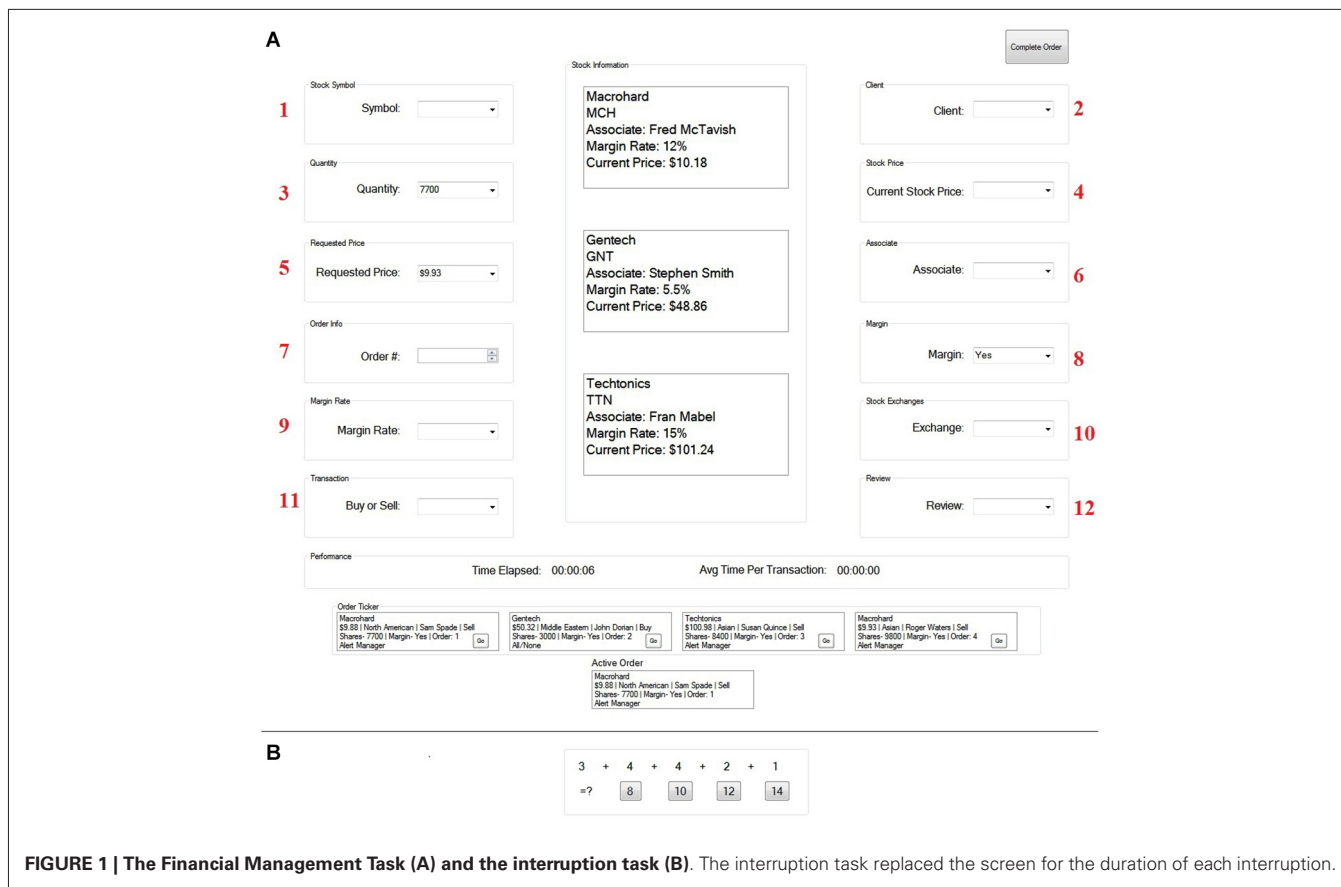 A
Complete Order
Stock Symbol
1
Symbol:
Stock Information
Macrohard
MCH
Associate: Fred McTavish
Margin Rate: 12%
Current Price: $10.18
Client
Client:
2
Quantity
3
Quantity: 7700
Stock Price
Current Stock Price:
4
Requested Price
5
Requested Price: $9.93
Gentech
GNT
Associate: Stephen Smith
Margin Rate: 5.5%
Current Price: $48.86
Associate
Associate:
6
Order Info
7
Order #:
Margin
Margin: Yes
8
Margin Rate
9
Margin Rate:
Techtonics
TTN
Associate: Fran Mabel
Margin Rate: 15%
Current Price: $101.24
Stock Exchanges
Exchange:
10
Transaction
11
Buy or Sell:
Review
Review:
12
Performance
Time Elapsed: 00:00:06 Avg Time Per Transaction: 00:00:00
Order Ticker
Macrohard
$9.88 | North American | Sam Spade | Sell
Shares- 7700 | Margin- Yes | Order: 1
Alert Manager
Go
Gentech
$50.32 | Middle Eastern | John Dorian | Buy
Shares- 3000 | Margin- Yes | Order: 2
All/None
Go
Techtonics
$100.98 | Asian | Susan Quince | Sell
Shares- 8400 | Margin- Yes | Order: 3
Alert Manager
Go
Macrohard
$9.93 | Asian | Roger Waters | Sell
Shares- 9800 | Margin- Yes | Order: 4
Alert Manager
Go
Active Order
Macrohard
$9.88 | North American | Sam Spade | Sell
Shares- 7700 | Margin- Yes | Order: 1
Alert Manager
B
3 + 4 + 4 + 2 + 1
=? 8 10 12 14
FIGURE 1 | The Financial Management Task (A) and the interruption task (B). The interruption task replaced the screen for the duration of each interruption.